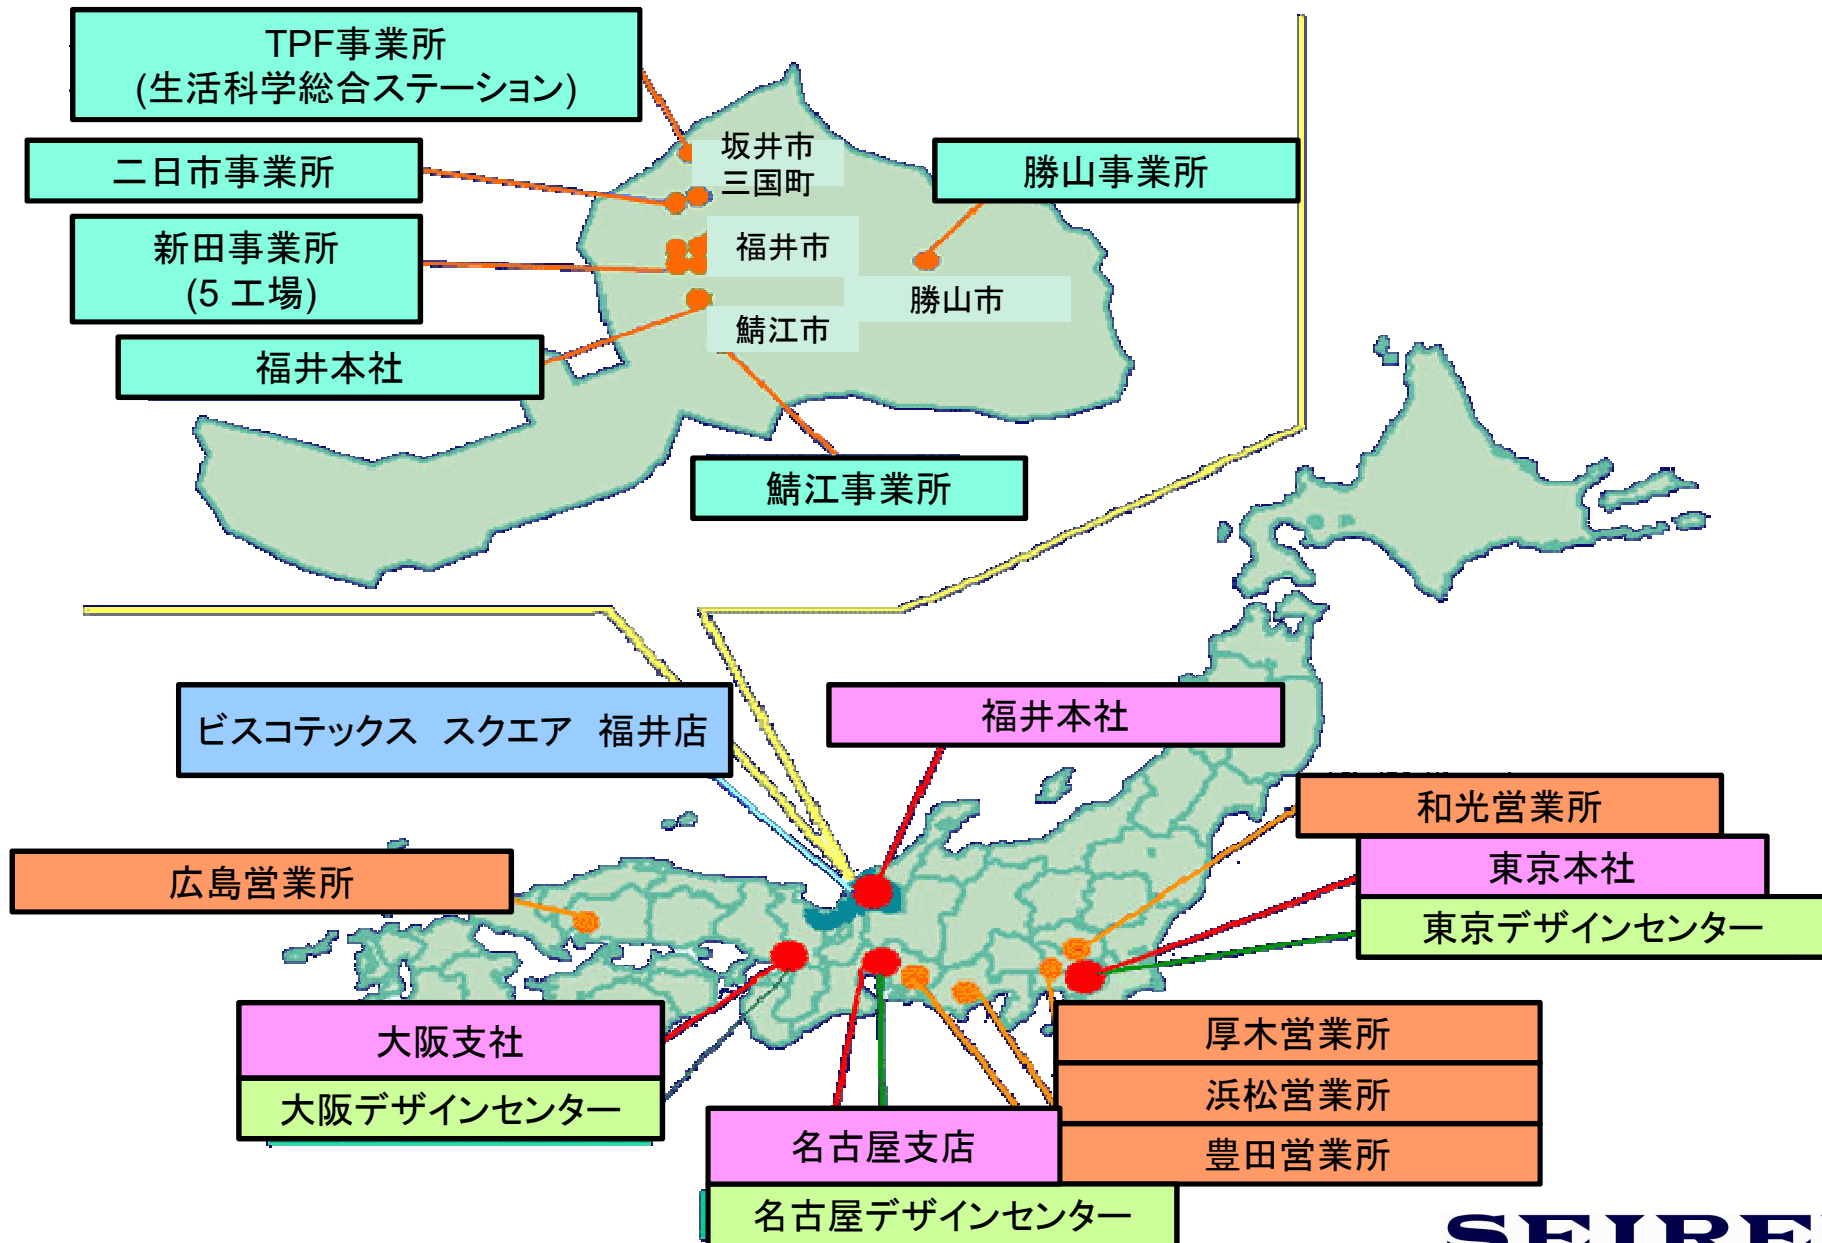 TPF事業所
(生活科学総合ステーション)
坂井市
三国町
二日市事業所
勝山事業所
新田事業所
(5 工場)
福井市
勝山市
鯖江市
福井本社
鯖江事業所
ビスコテックス　スクエア　福井店
福井本社
和光営業所
東京本社
東京デザインセンター
広島営業所
大阪支社
大阪デザインセンター
厚木営業所
浜松営業所
豊田営業所
名古屋支店
名古屋デザインセンター
SEIRE